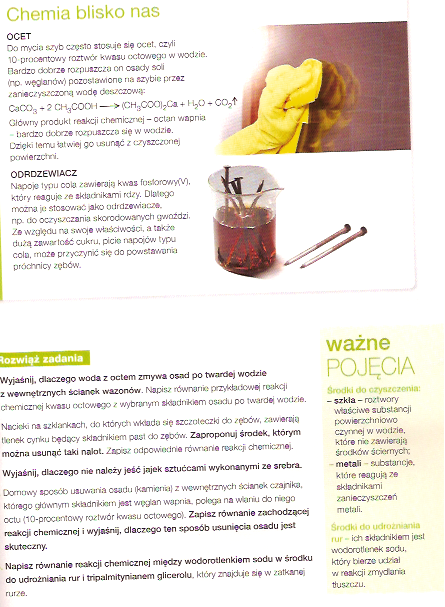 Chemia blisko nas
OCET
Do mycia szyb często stosuje się ocet, czyli
10-procentowy roztwór kwasu octowego w wodzie.
Bardzo dobrze rozpuszcza on osady soli
(np. węglanów) pozostawione na szybie przez
zanieczyszczoną wodę deszczową:
CaCO₃ + 2 CH₃COOH ⟶ (CH₃COO)₂Ca + H₂O + CO₂↑
Główny produkt reakcji chemicznej – octan wapnia
– bardzo dobrze rozpuszcza się w wodzie.
Dzięki temu łatwiej go usunąć z czyszczonej
powierzchni.
ODRDZEWIACZ
Napoje typu cola zawierają kwas fosforowy(V),
który reaguje ze składnikami rdzy. Dlatego
można je stosować jako odrdzewiacze,
np. do oczyszczania skorodowanych gwoździ.
Ze względu na swoje właściwości, a także
dużą zawartość cukru, picie napojów typu
cola, może przyczynić się do powstawania
próchnicy zębów.
Rozwiąż zadania
Wyjaśnij, dlaczego woda z octem zmywa osad po twardej wodzie
z wewnętrznych ścianek wazonów. Napisz równanie przykładowej reakcji
chemicznej kwasu octowego z wybranym składnikiem osadu po twardej wodzie.
Nacieki na szklankach, do których wkłada się szczoteczki do zębów, zawierają
tlenek cynku będący składnikiem past do zębów. Zaproponuj środek, którym
można usunąć taki nalot. Zapisz odpowiednie równanie reakcji chemicznej.
Wyjaśnij, dlaczego nie należy jeść jajek sztućcami wykonanymi ze srebra.
Domowy sposób usuwania osadu (kamienia) z wewnętrznych ścianek czajnika,
którego głównym składnikiem jest węglan wapnia, polega na wlaniu do niego
octu (10-procentowy roztwór kwasu octowego). Zapisz równanie zachodzącej
reakcji chemicznej i wyjaśnij, dlaczego ten sposób usunięcia osadu jest
skuteczny.
Napisz równanie reakcji chemicznej między wodorotlenkiem sodu w środku
do udrożniania rur i tripalmitynianem glicerolu, który znajduje się w zatkanej
rurze.
ważne
POJĘCIA
Środki do czyszczenia:
– szkła – roztwory
właściwe substancji
powierzchniowo
czynnej w wodzie,
które nie zawierają
środków ściernych;
– metali – substancje,
które reagują ze
składnikami
zanieczyszczeń
metali.
Środki do udrożniania
rur – ich składnikiem jest
wodorotlenek sodu,
który bierze udział
w reakcji zmydlania
tłuszczu.